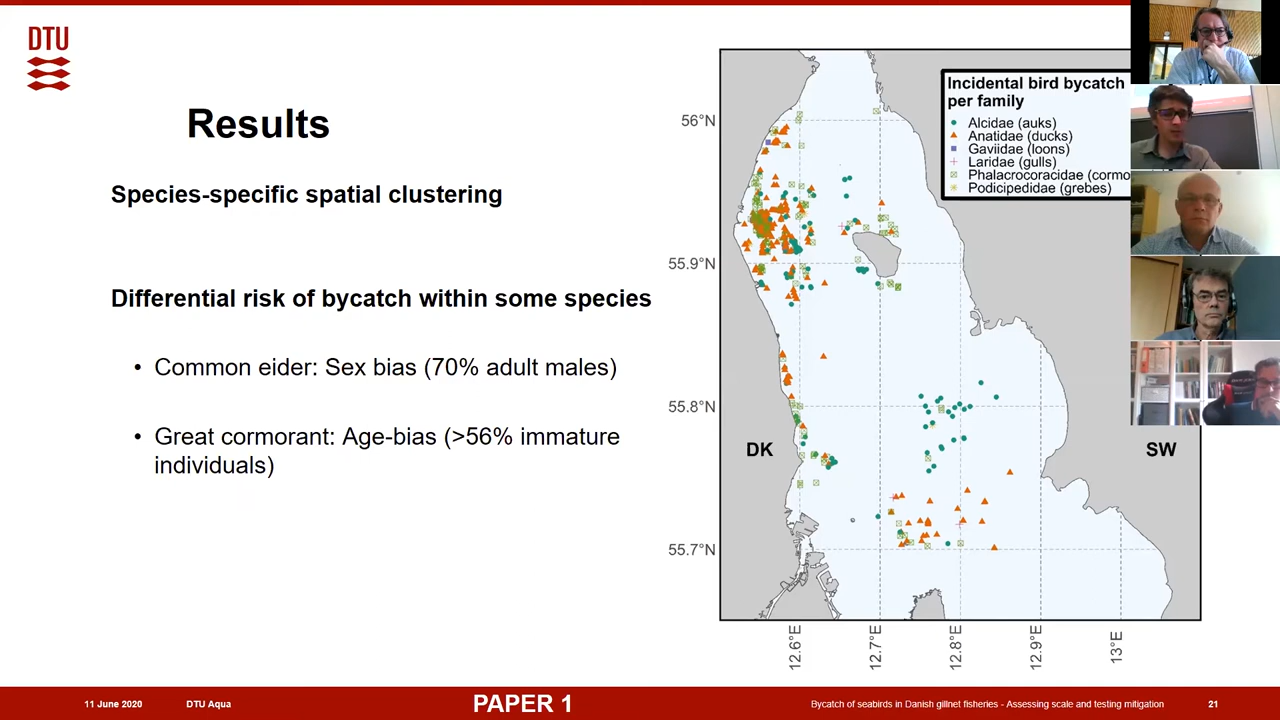 DTU
Results
Species-specific spatial clustering
Differential risk of bycatch within some species
• Common eider: Sex bias (70% adult males)
• Great cormorant: Age-bias (>56% immature
individuals)
Incidental bird bycatch
per family
Alcidae (auks)
Anatidae (ducks)
Gaviidae (loons)
Laridae (gulls)
Phalacrocoracidae (cormo
Podicipedidae (grebes)
56°N
55.9°N
55.8°N
55.7°N
DK
SW
12.6°E
12.7°E
12.8°E
12.9°E
13°E
11 June 2020
DTU Aqua
PAPER 1
Bycatch of seabirds in Danish gillnet fisheries - Assessing scale and testing mitigation
21